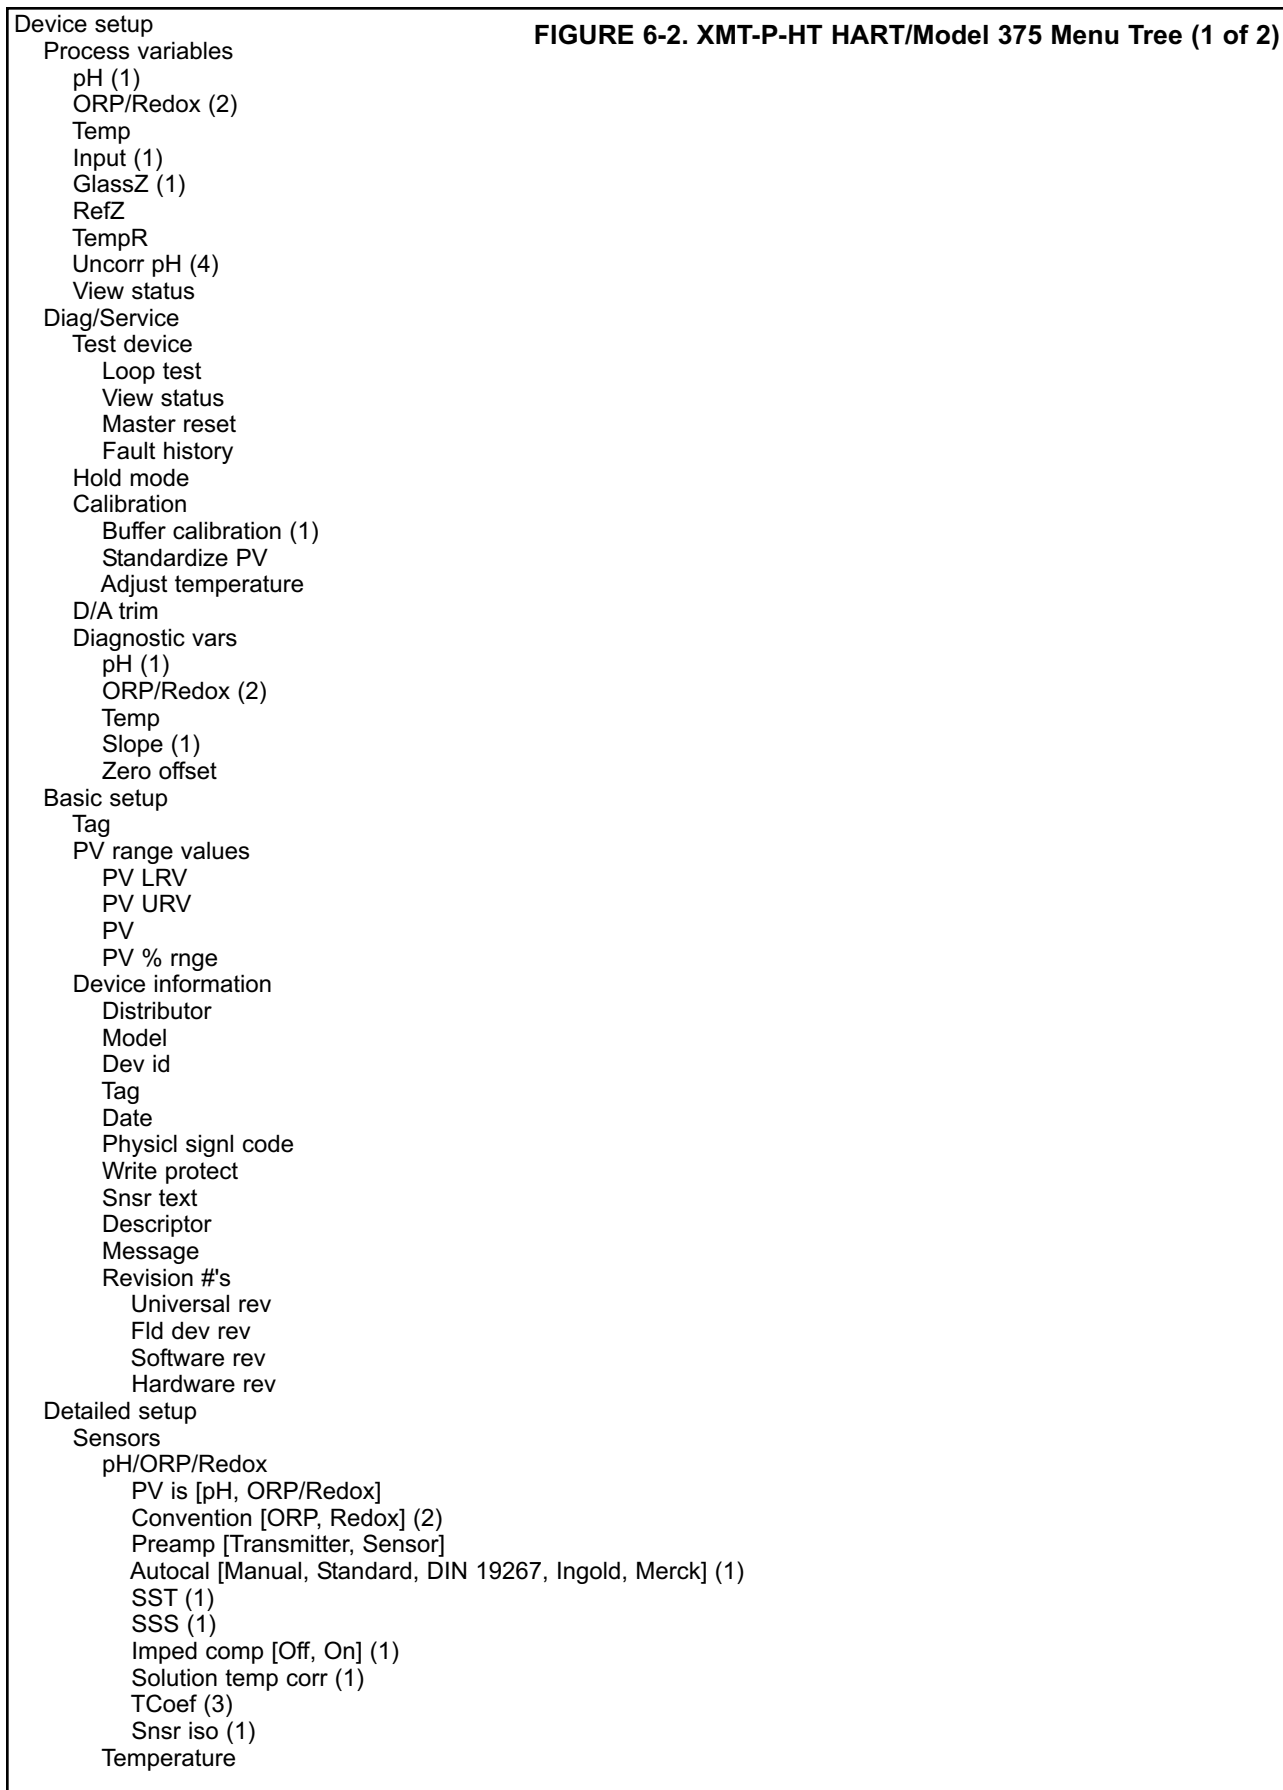 FIGURE 6-2. XMT-P-HT HART/Model 375 Menu Tree (1 of 2)
Device setup
Process variables
pH (1)
ORP/Redox (2)
Temp
Input (1)
GlassZ (1)
RefZ
TempR
Uncorr pH (4)
View status
Diag/Service
Test device
Loop test
View status
Master reset
Fault history
Hold mode
Calibration
Buffer calibration (1)
Standardize PV
Adjust temperature
D/A trim
Diagnostic vars
pH (1)
ORP/Redox (2)
Temp
Slope (1)
Zero offset
Basic setup
Tag
PV range values
PV LRV
PV URV
PV
PV % rnge
Device information
Distributor
Model
Dev id
Tag
Date
Physicl signl code
Write protect
Snsr text
Descriptor
Message
Revision #'s
Universal rev
Fld dev rev
Software rev
Hardware rev
Detailed setup
Sensors
pH/ORP/Redox
PV is [pH, ORP/Redox]
Convention [ORP, Redox] (2)
Preamp [Transmitter, Sensor]
Autocal [Manual, Standard, DIN 19267, Ingold, Merck] (1)
SST (1)
SSS (1)
Imped comp [Off, On] (1)
Solution temp corr (1)
TCoef (3)
Snsr iso (1)
Temperature